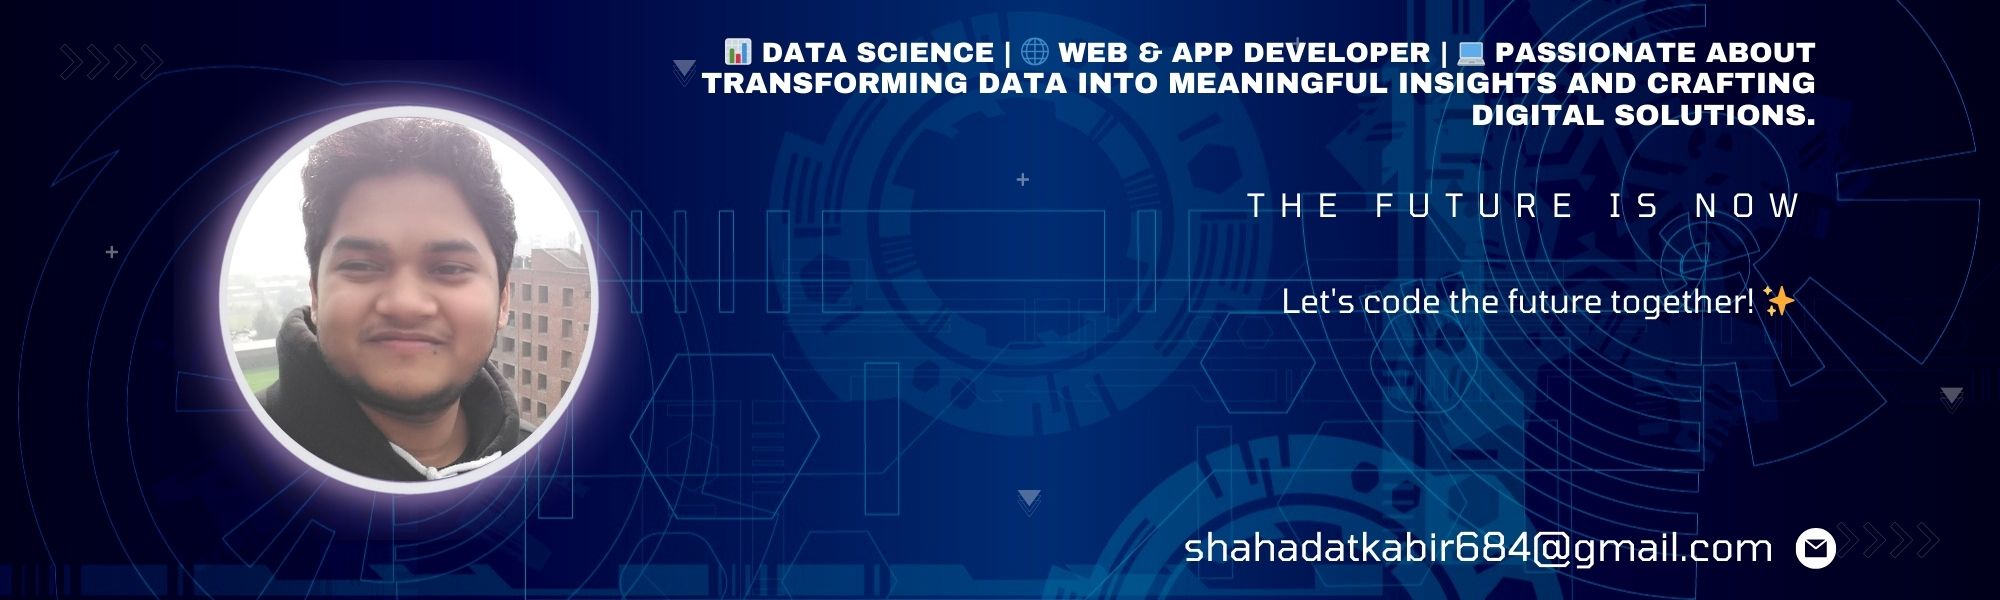 📊 DATA SCIENCE | 🌐 WEB & APP DEVELOPER | 💻 PASSIONATE ABOUT
TRANSFORMING DATA INTO MEANINGFUL INSIGHTS AND CRAFTING
DIGITAL SOLUTIONS.
THE FUTURE IS NOW
Let's code the future together! ✨
shahadatkabir684@gmail.com